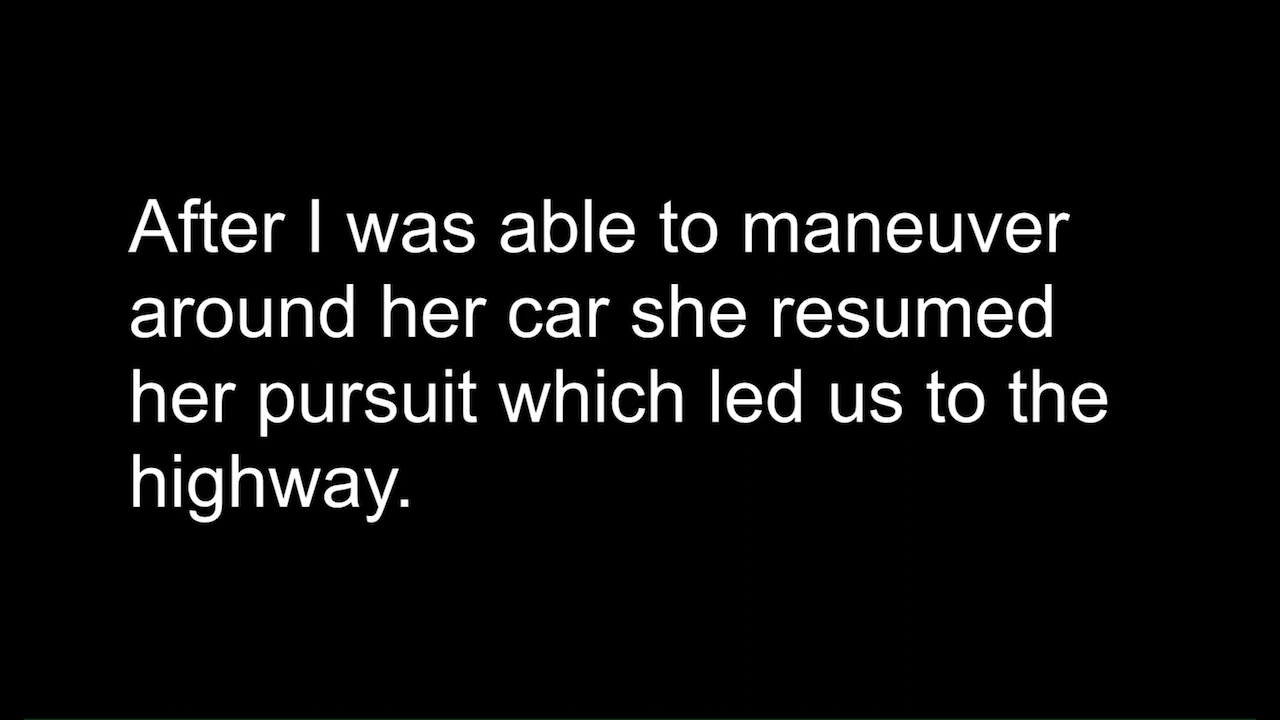 After I was able to maneuver
around her car she resumed
her pursuit which led us to the
highway.